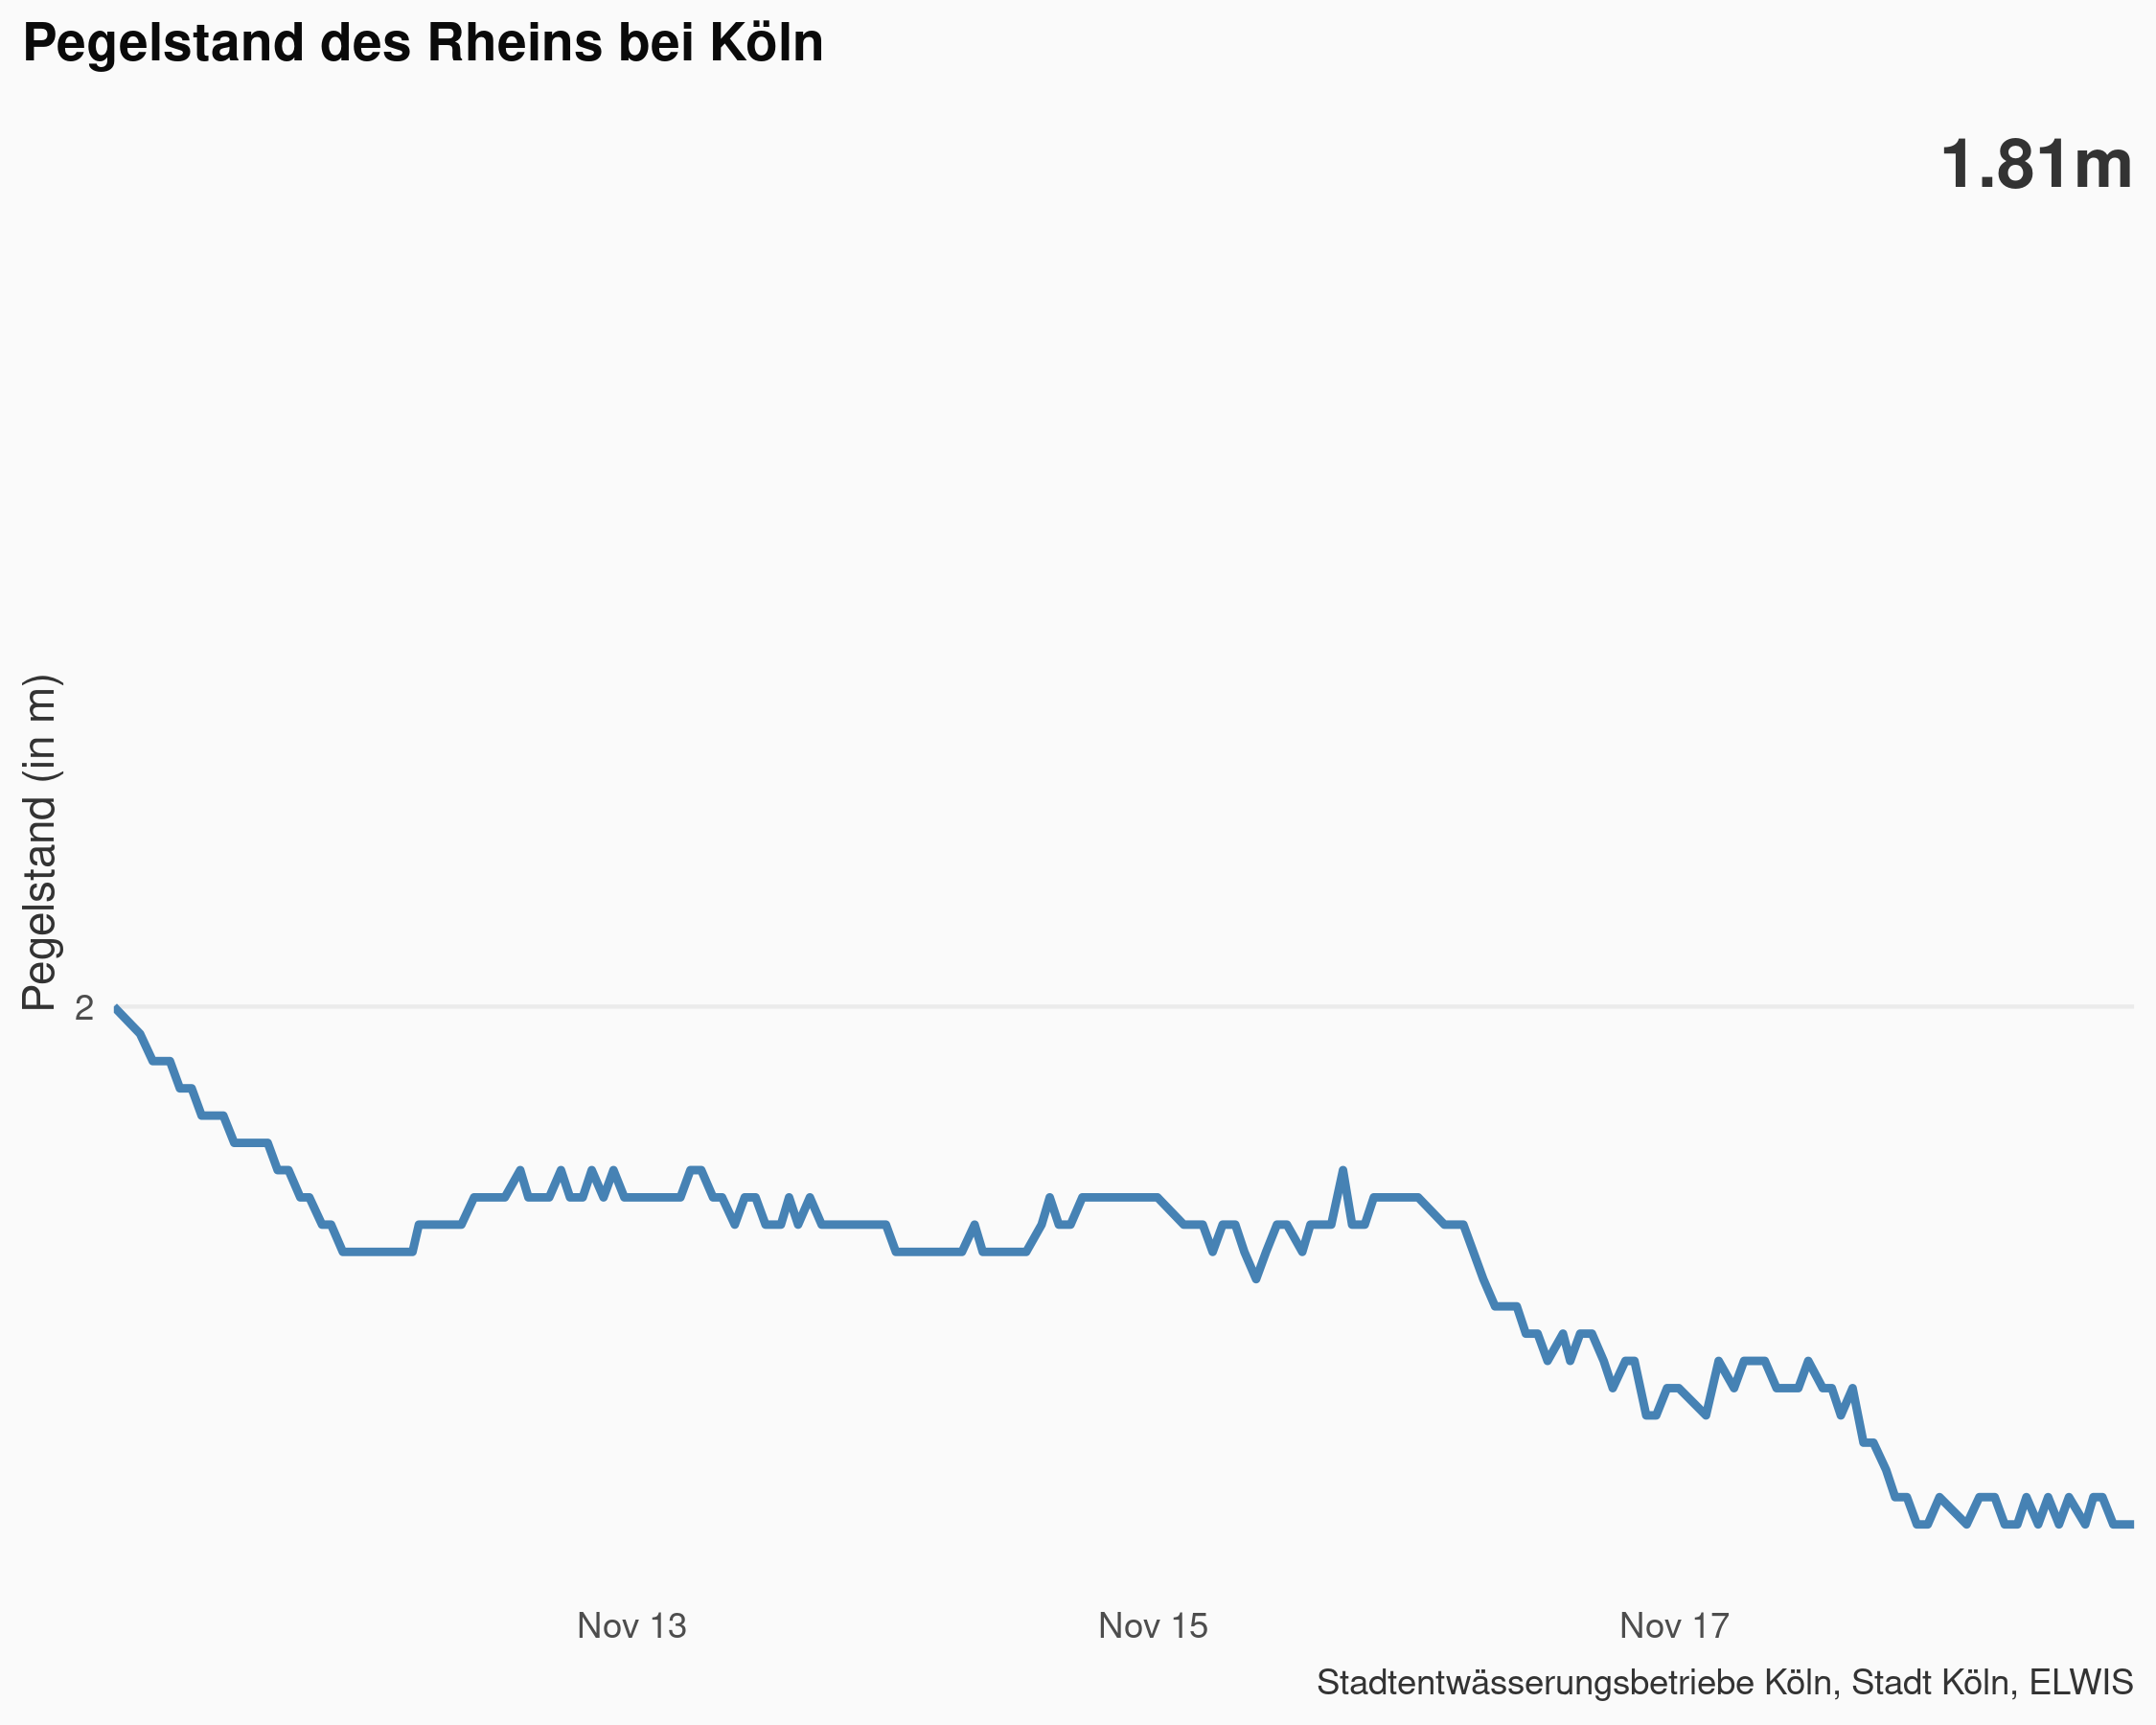 Pegelstand des Rheins bei Köln
1.81m
Pegelstand (in m)
2
Nov 13
Nov 15
Nov 17
Stadtentwässerungsbetriebe Köln, Stadt Köln, ELWIS